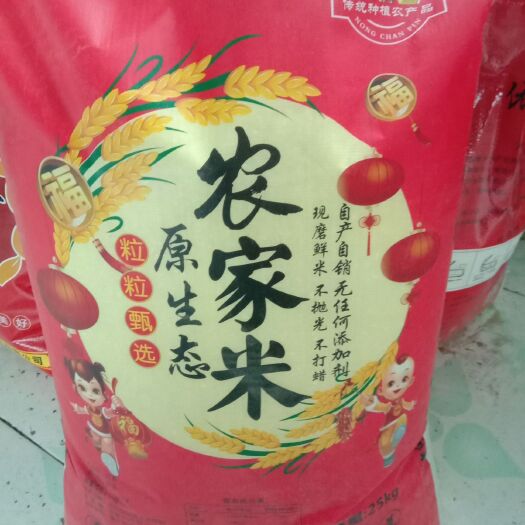 传统种植农产品
NONG CHAN PIN
福
福
农家米
原生态
粒粒甄选
自产自销无任何添加剂
现磨鲜米 不抛光 不打蜡
福
25kg